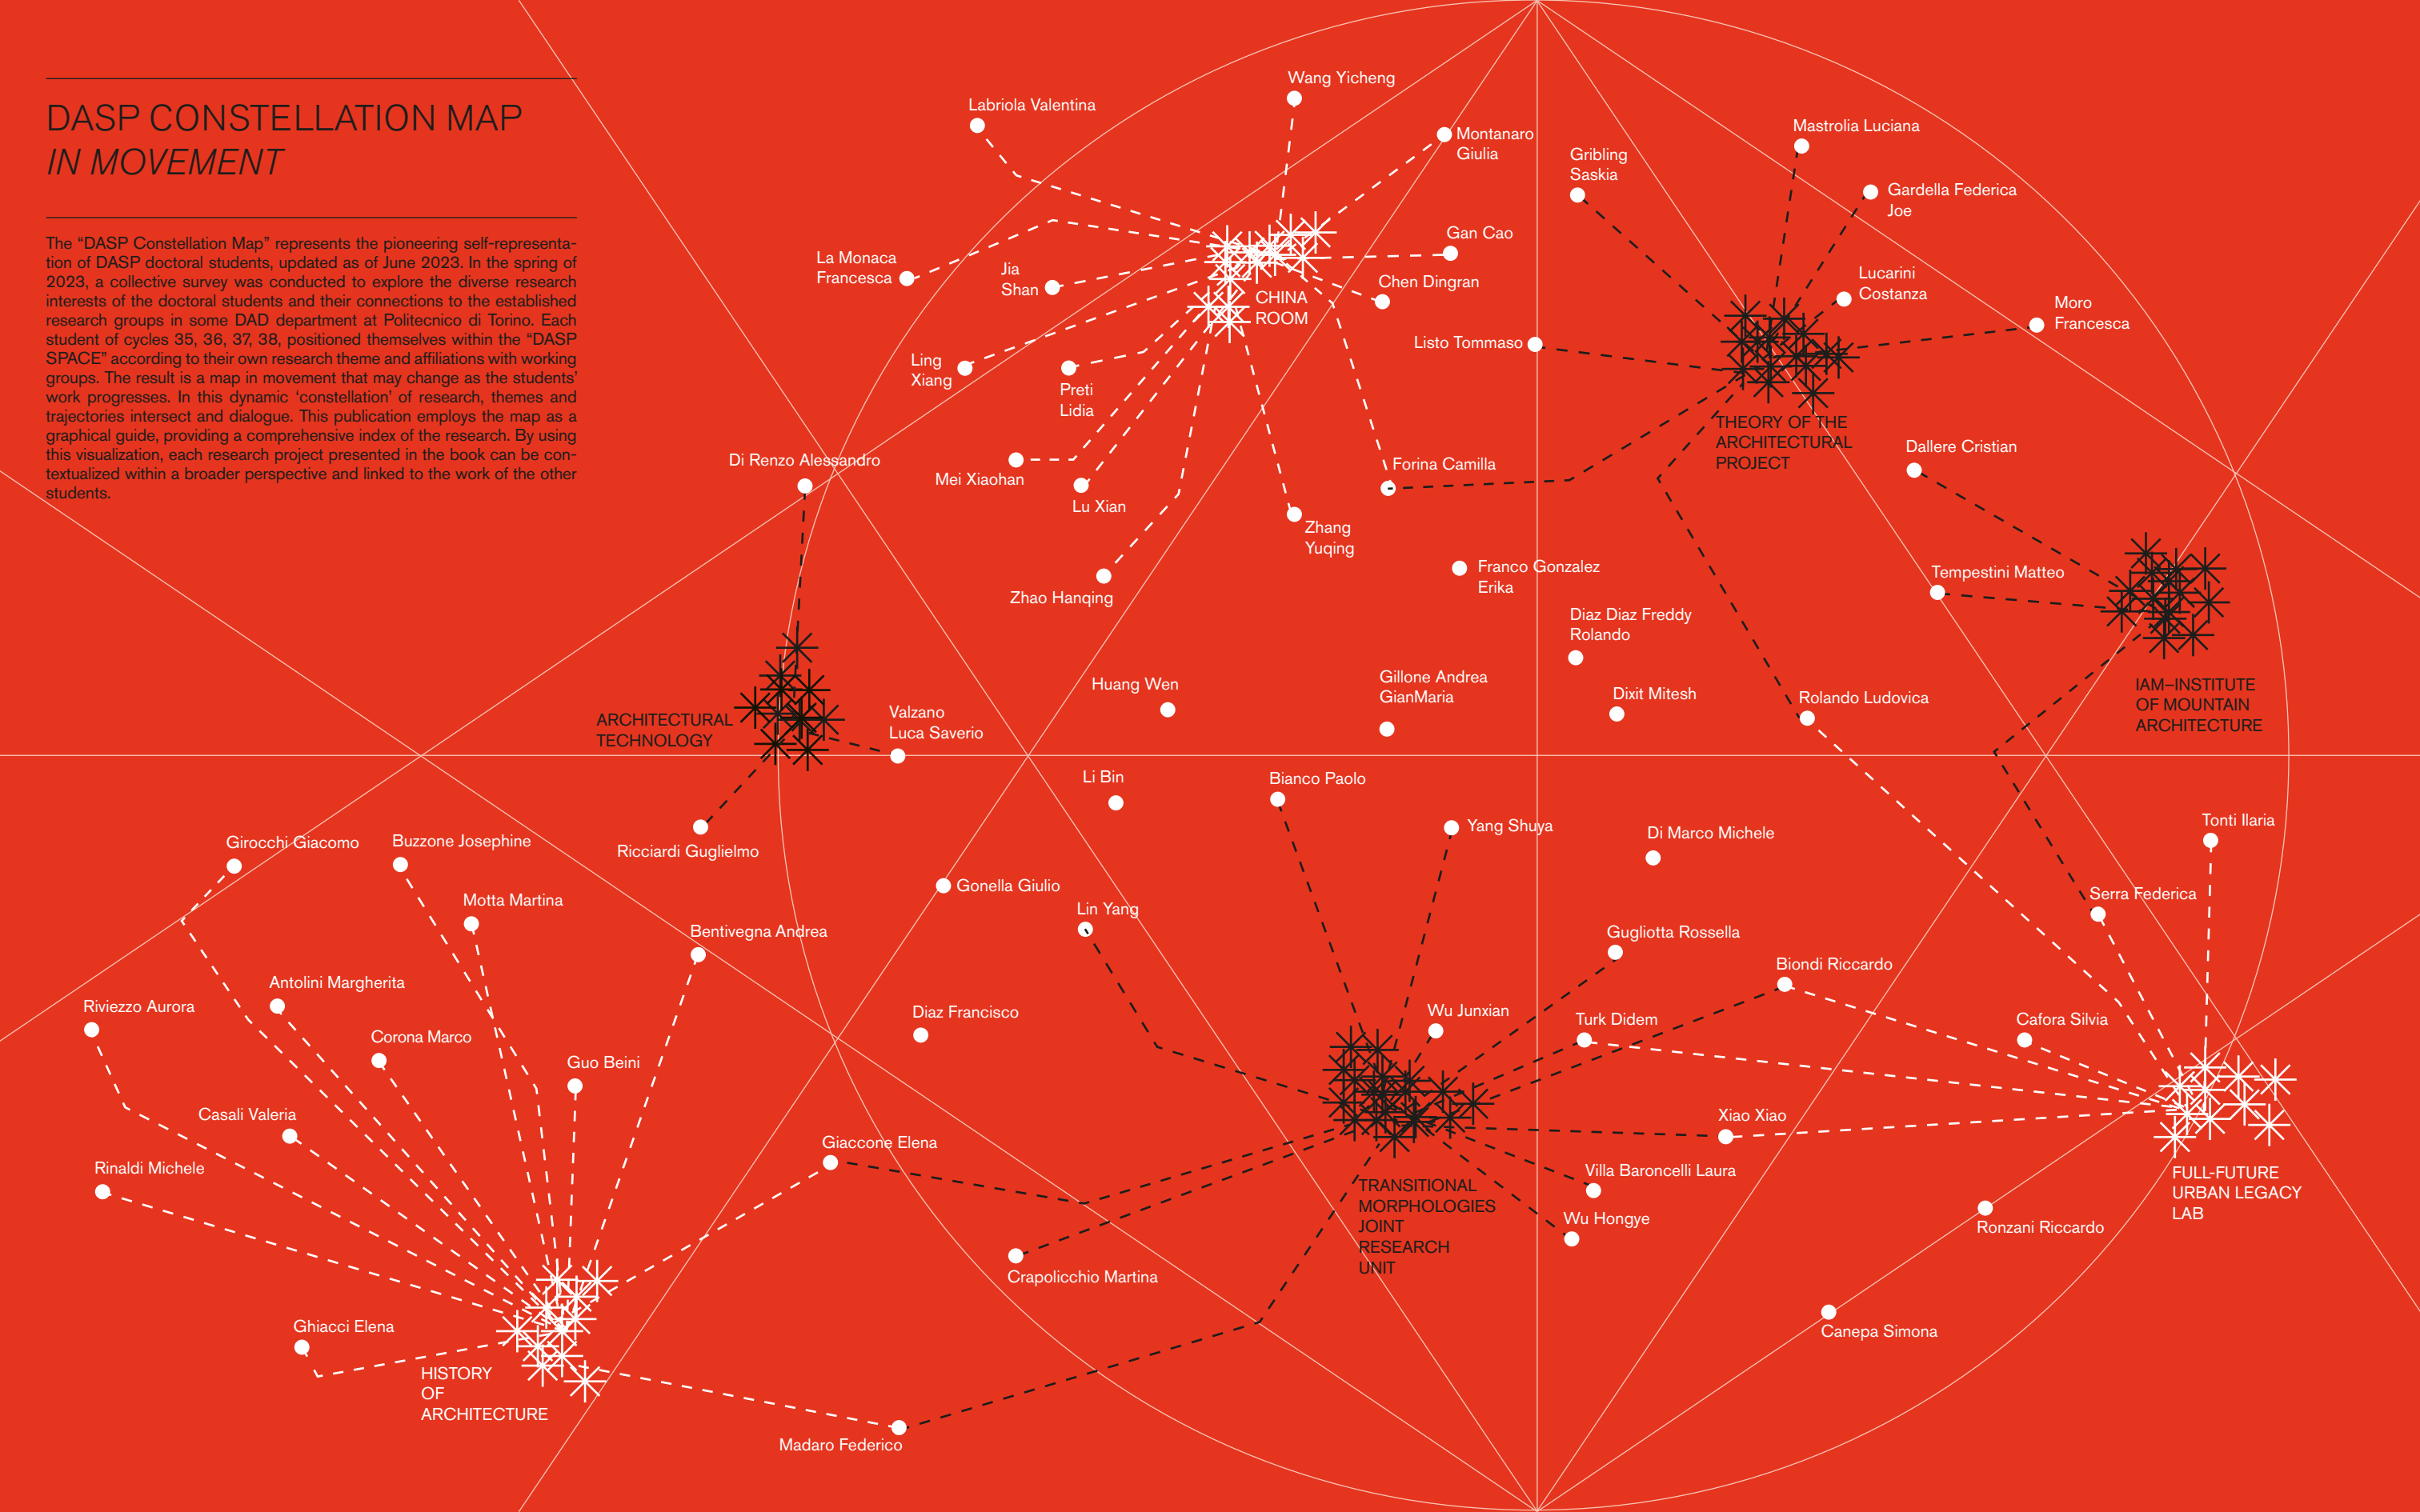 DASP CONSTELLATION MAP
IN MOVEMENT
The “DASP Constellation Map” represents the pioneering self-representa-
tion of DASP doctoral students, updated as of June 2023. In the spring of
2023, a collective survey was conducted to explore the diverse research
interests of the doctoral students and their connections to the established
research groups in some DAD department at Politecnico di Torino. Each
student of cycles 35, 36, 37, 38, positioned themselves within the “DASP
SPACE” according to their own research theme and affiliations with working
groups. The result is a map in movement that may change as the students’
work progresses. In this dynamic ‘constellation’ of research, themes and
trajectories intersect and dialogue. This publication employs the map as a
graphical guide, providing a comprehensive index of the research. By using
this visualization, each research project presented in the book can be con-
textualized within a broader perspective and linked to the work of the other
students.
Wang Yicheng
Labriola Valentina
Montanaro
Giulia
Gribling
Saskia
Mastrolia Luciana
Gardella Federica
Joe
La Monaca
Francesca
Jia
Shan
Gan Cao
Chen Dingran
CHINA
ROOM
Lucarini
Costanza
Moro
Francesca
Listo Tommaso
Ling
Xiang
Preti
Lidia
THEORY OF THE
ARCHITECTURAL
PROJECT
Dallere Cristian
Di Renzo Alessandro
Mei Xiaohan
Lu Xian
Forina Camilla
Zhang
Yuqing
Zhao Hanqing
Franco Gonzalez
Erika
Tempestini Matteo
Diaz Diaz Freddy
Rolando
Huang Wen
Gillone Andrea
GianMaria
Dixit Mitesh
Rolando Ludovica
IAM–INSTITUTE
OF MOUNTAIN
ARCHITECTURE
ARCHITECTURAL
TECHNOLOGY
Valzano
Luca Saverio
Li Bin
Bianco Paolo
Yang Shuya
Di Marco Michele
Tonti Ilaria
Girocchi Giacomo
Buzzone Josephine
Ricciardi Guglielmo
Gonella Giulio
Serra Federica
Motta Martina
Lin Yang
Bentivegna Andrea
Gugliotta Rossella
Biondi Riccardo
Antolini Margherita
Riviezzo Aurora
Diaz Francisco
Wu Junxian
Turk Didem
Cafora Silvia
Corona Marco
Guo Beini
Casali Valeria
Xiao Xiao
Giaccone Elena
Rinaldi Michele
Villa Baroncelli Laura
TRANSITIONAL
MORPHOLOGIES
JOINT
RESEARCH
UNIT
FULL-FUTURE
URBAN LEGACY
LAB
Wu Hongye
Ronzani Riccardo
Crapolicchio Martina
Ghiacci Elena
Canepa Simona
HISTORY
OF
ARCHITECTURE
Madaro Federico